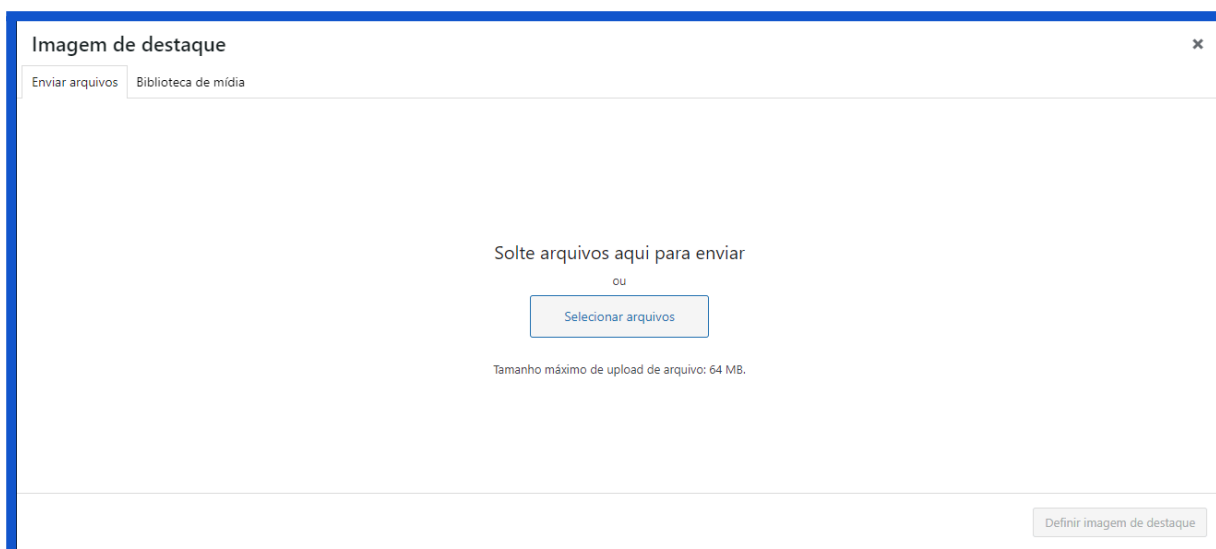 Imagem de destaque
Enviar arquivos
Biblioteca de mídia
Solte arquivos aqui para enviar
ou
Selecionar arquivos
Tamanho máximo de upload de arquivo: 64 MB.
Definir imagem de destaque